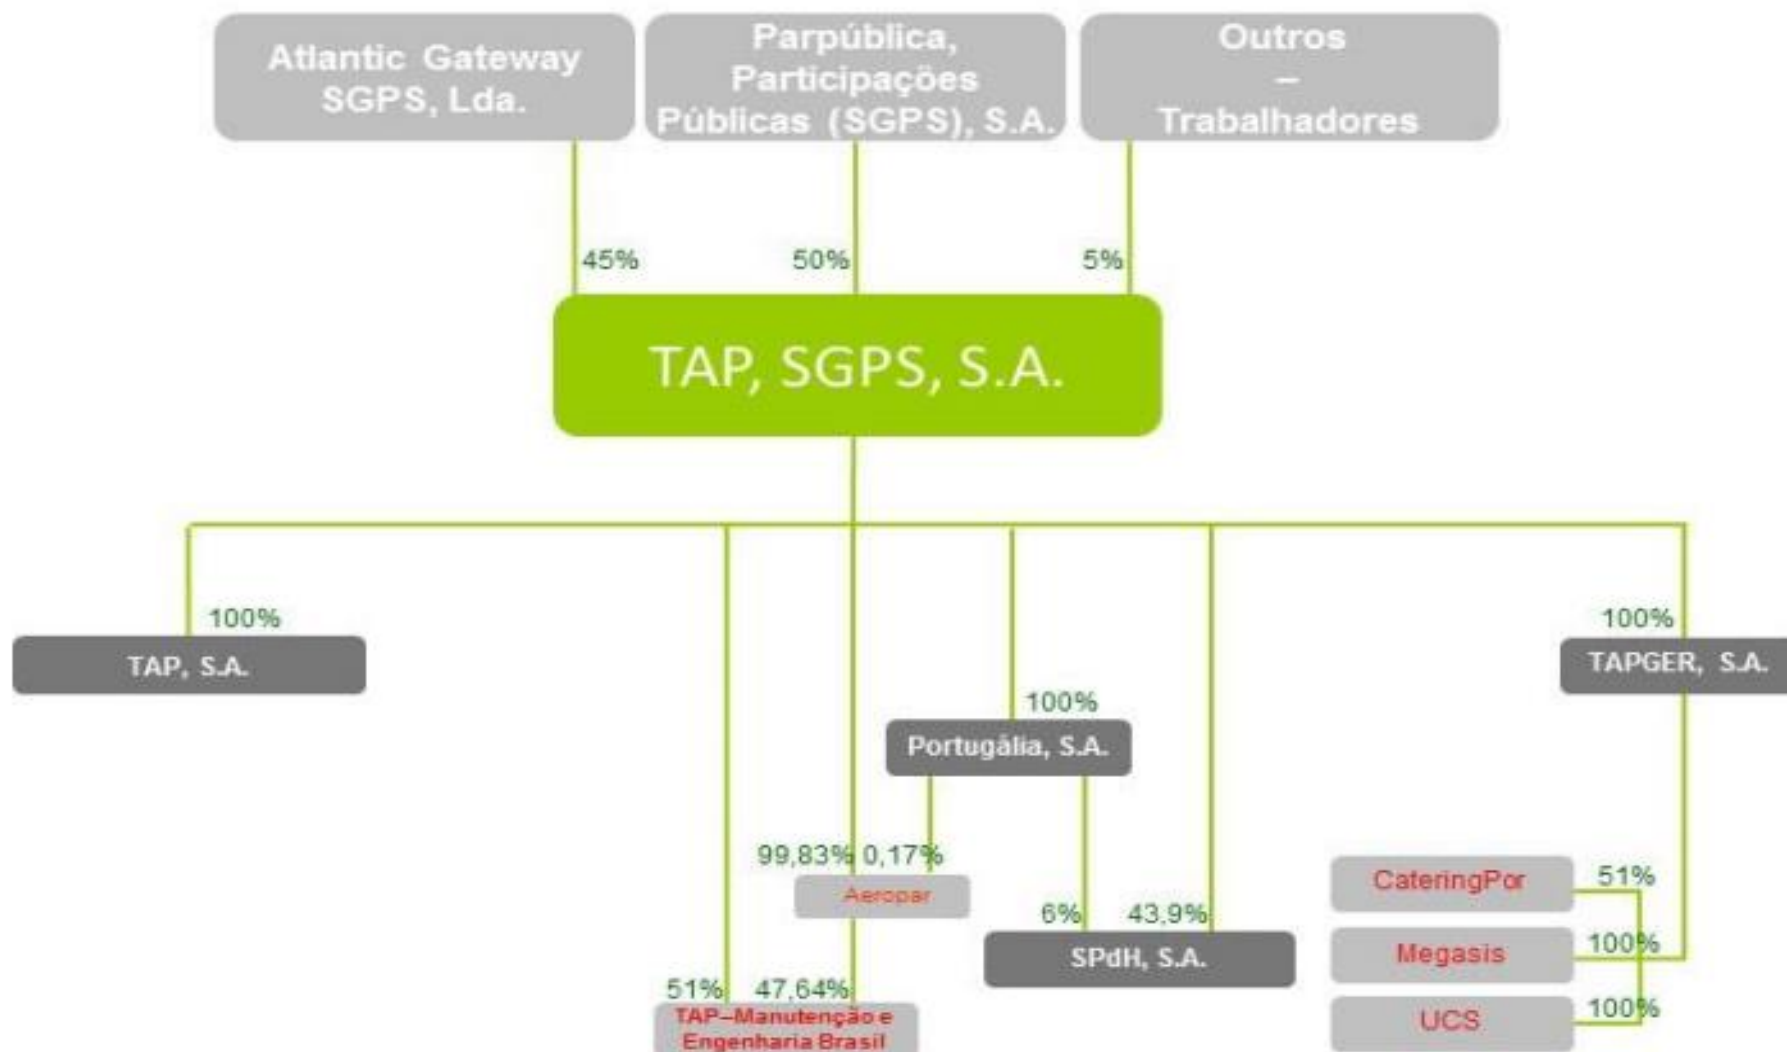 Atlantic Gateway
SGPS, Lda.
Parpública,
Participações
Públicas (SGPS), S.A.
Outros
–
Trabalhadores
45%
50%
5%
TAP, SGPS, S.A.
100%
TAP, S.A.
100%
TAPGER, S.A.
100%
Portugália, S.A.
99,83% 0,17%
Aeropar
6%
43,9%
SPdH, S.A.
51%
47,64%
TAP–Manutenção e
Engenharia Brasil
CateringPor
51%
Megasis
100%
UCS
100%